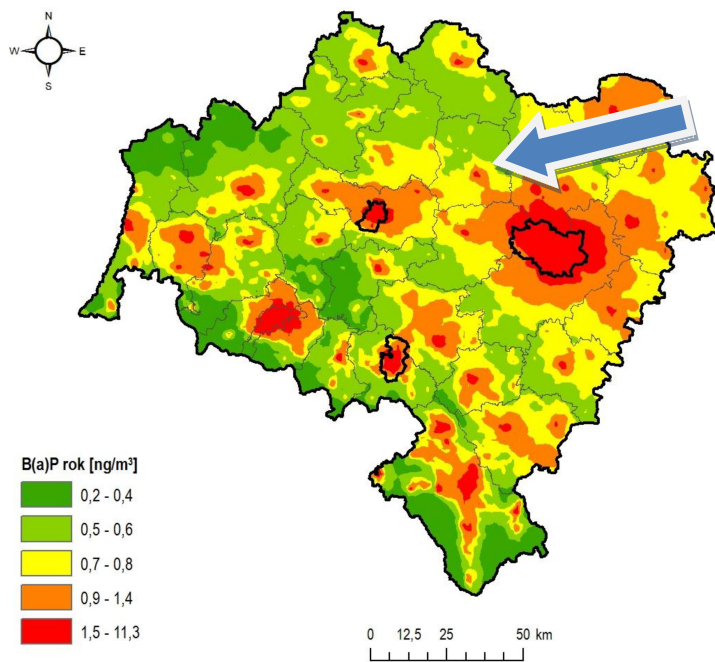 N
W E
S
B(a)P rok [ng/m³]
0,2 - 0,4
0,5 - 0,6
0,7 - 0,8
0,9 - 1,4
1,5 - 11,3
0 12,5 25 50 km